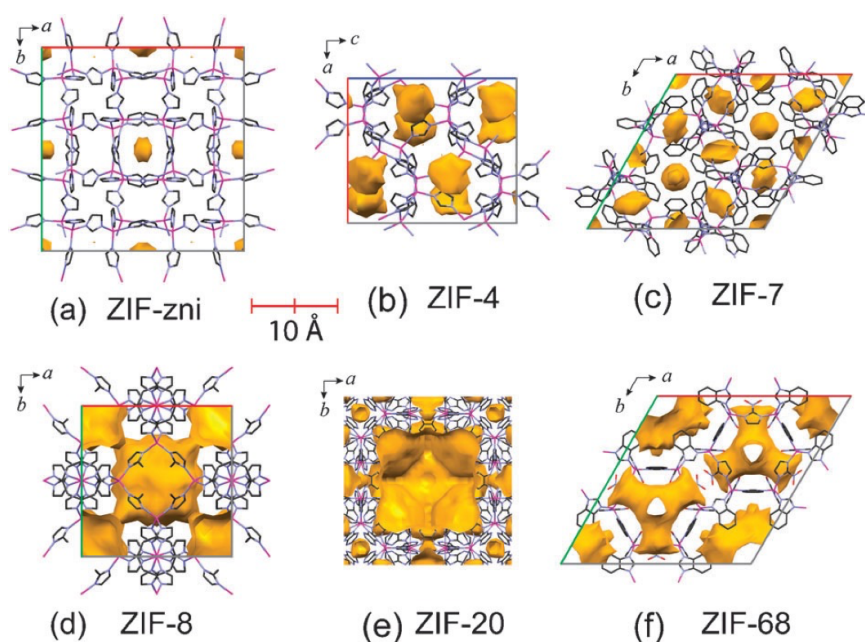 a
b
c
a
b
a
(a) ZIF-zni
10 Å
(b) ZIF-4
(c) ZIF-7
a
b
a
b
b
a
(d) ZIF-8
(e) ZIF-20
(f) ZIF-68